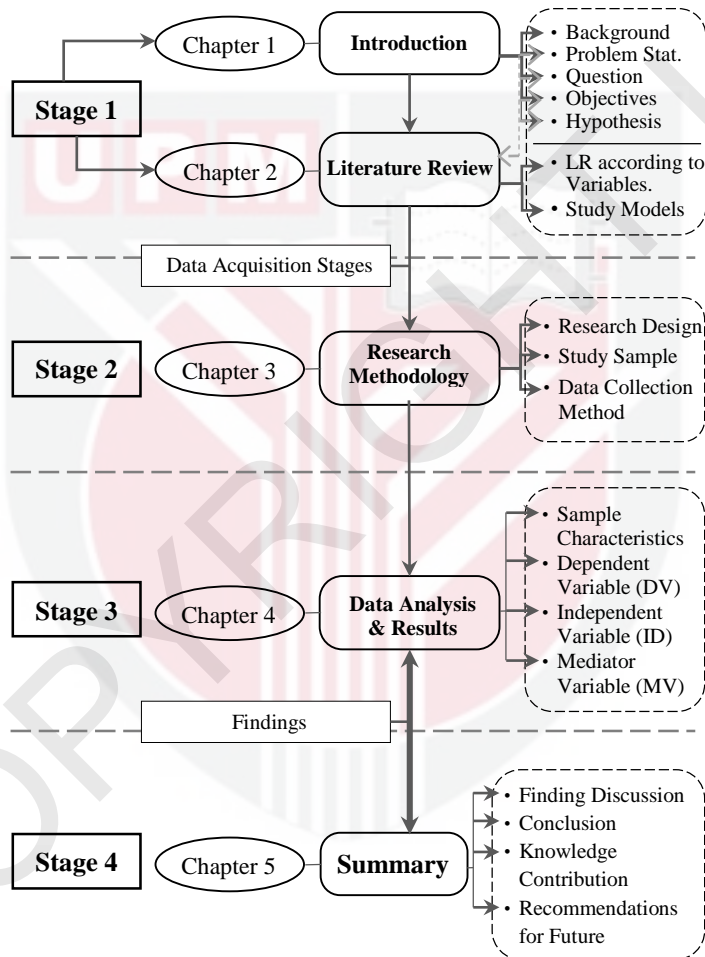 Chapter 1
Introduction
• Background
• Problem Stat.
• Question
• Objectives
• Hypothesis
Stage 1
UPM
Chapter 2
Literature Review
• LR according to
Variables.
• Study Models
Data Acquisition Stages
Stage 2
Chapter 3
Research
Methodology
• Research Design
• Study Sample
• Data Collection
Method
Stage 3
Chapter 4
Data Analysis
& Results
• Sample
Characteristics
• Dependent
Variable (DV)
• Independent
Variable (ID)
• Mediator
Variable (MV)
Findings
Stage 4
Chapter 5
Summary
• Finding Discussion
• Conclusion
• Knowledge
Contribution
• Recommendations
for Future
OPYRIGHT